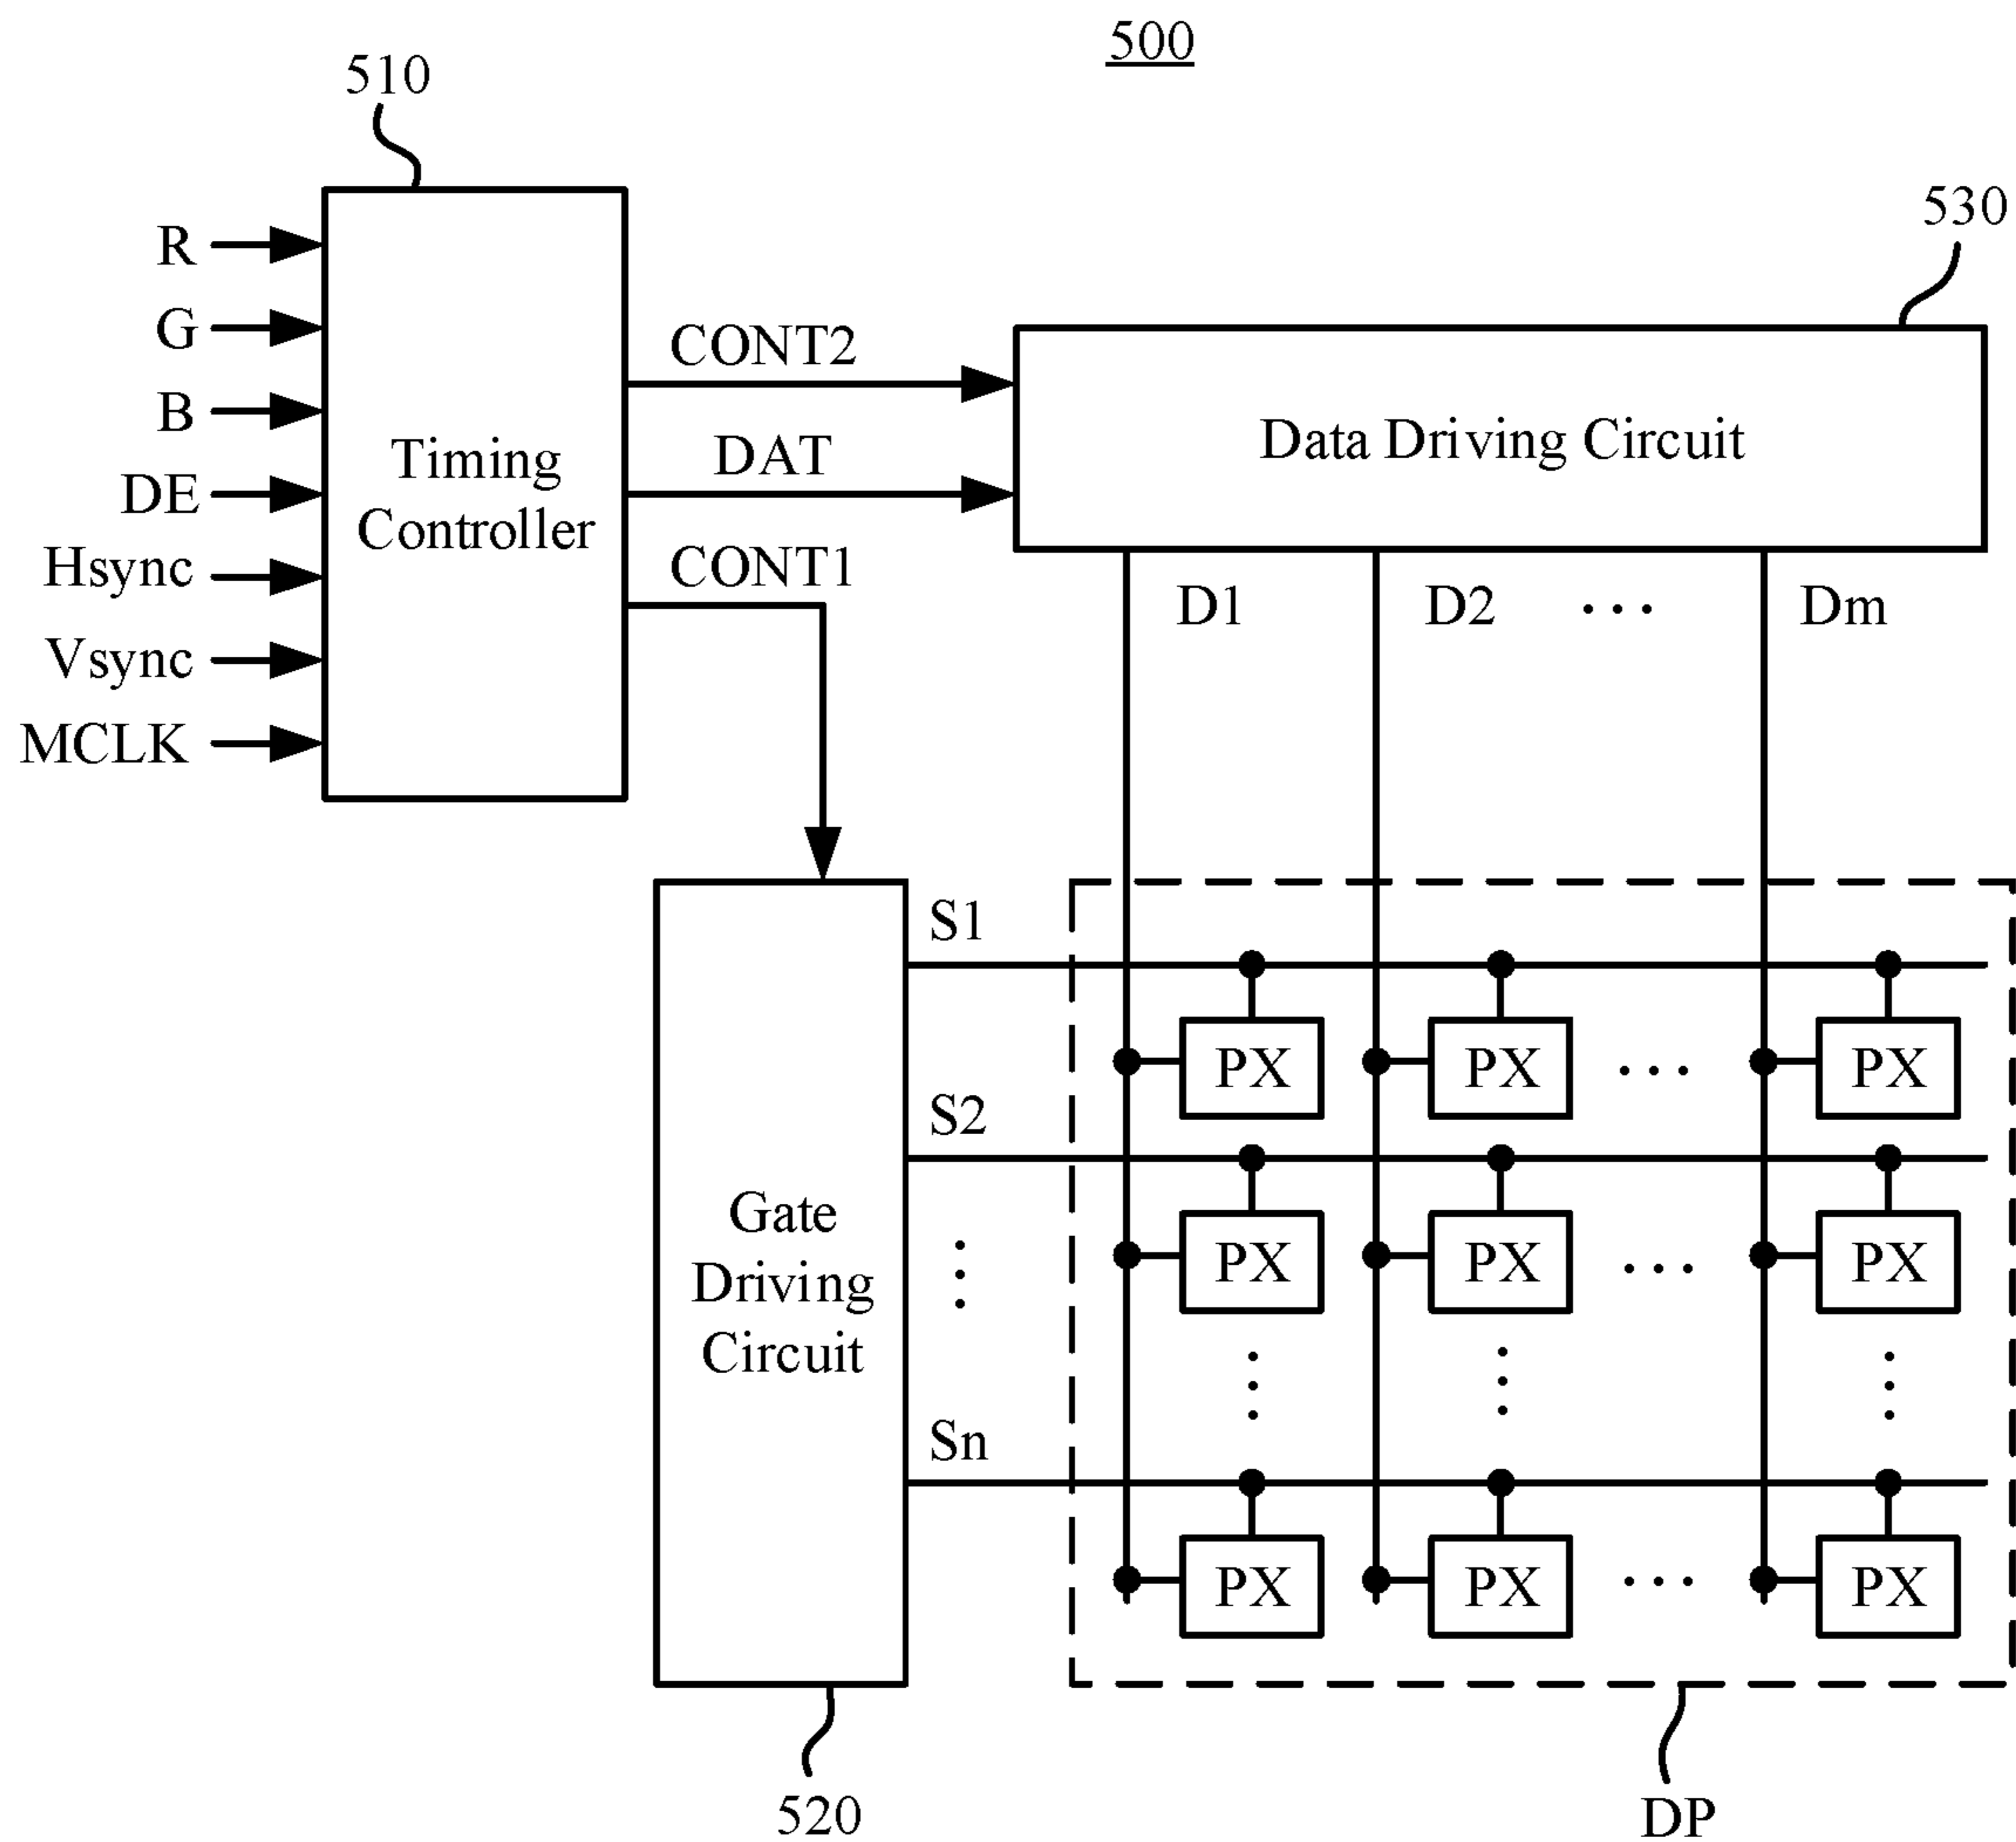 500
510
530
R
G
B
DE
Hsync
Vsync
MCLK
Timing
Controller
CONT2
DAT
CONT1
Data Driving Circuit
D1 D2 ··· Dm
S1
PX PX ··· PX
S2
PX PX ··· PX
Sn
PX PX ··· PX
Gate
Driving
Circuit
520
DP